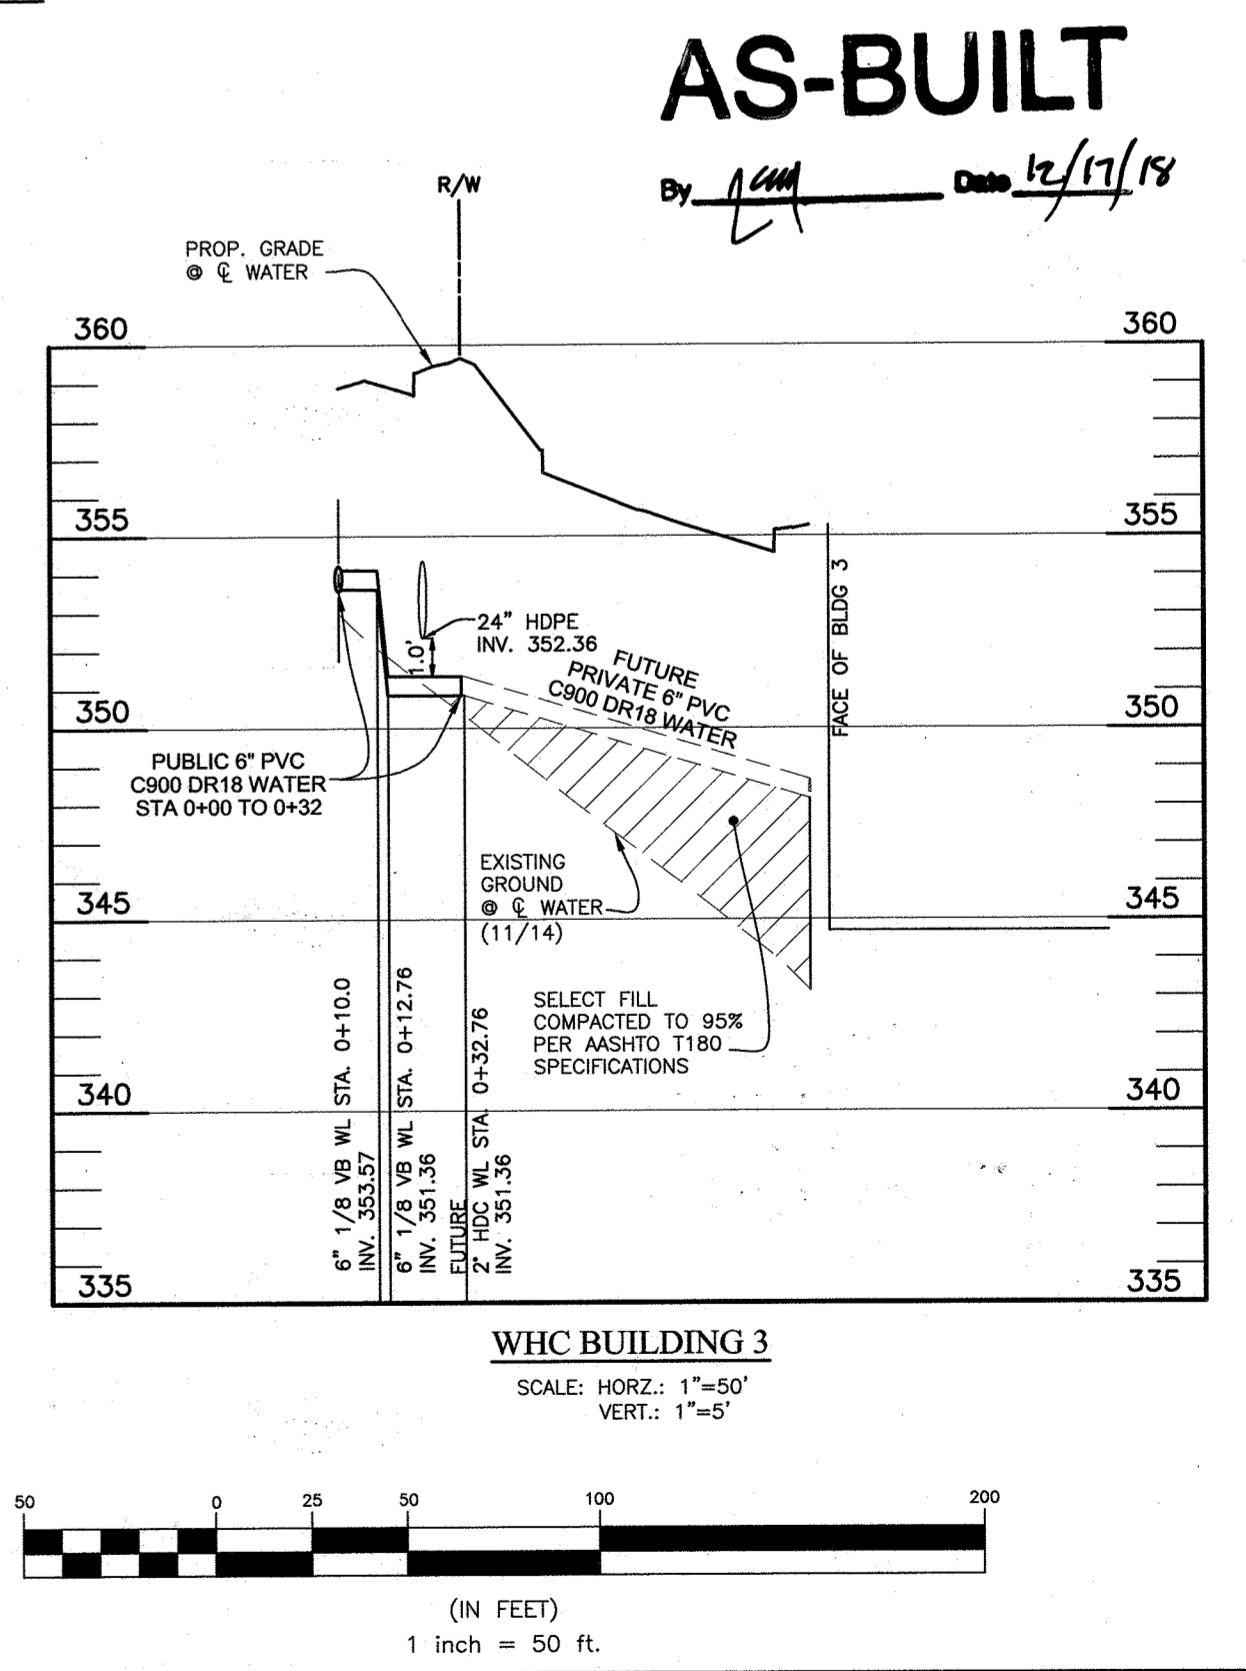 AS-BUILT
By Date 12/17/18
R/W
PROP. GRADE
@ ℄ WATER
360 360
355 355
24" HDPE
INV. 352.36
1.0'
FUTURE
PRIVATE 6" PVC
C900 DR18 WATER
FACE OF BLDG 3
350 350
PUBLIC 6" PVC
C900 DR18 WATER
STA 0+00 TO 0+32
EXISTING
GROUND
@ ℄ WATER
(11/14)
345 345
SELECT FILL
COMPACTED TO 95%
PER AASHTO T180
SPECIFICATIONS
340 340
6" 1/8 VB WL STA. 0+10.0
INV. 353.57
6" 1/8 VB WL STA. 0+12.76
INV. 351.36
FUTURE
2" HDC WL STA. 0+32.76
INV. 351.36
335 335
WHC BUILDING 3
SCALE: HORZ.: 1"=50'
VERT.: 1"=5'
50 0 25 50 100 200
(IN FEET)
1 inch = 50 ft.